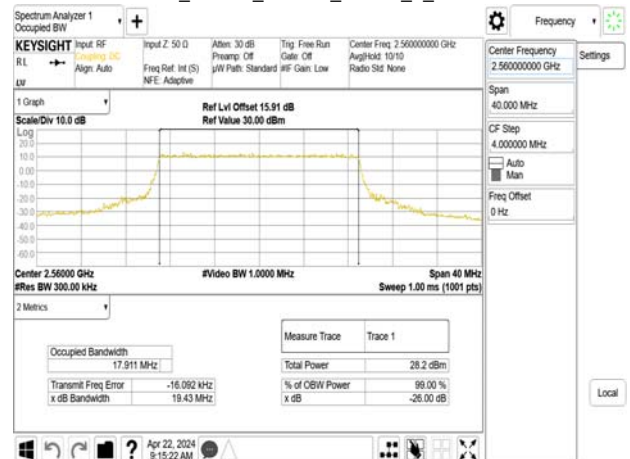 Spectrum Analyzer 1
Occupied BW
Frequency
KEYSIGHT Input: RF Input Z: 50 Ω Atten: 30 dB Trig: Free Run Center Freq: 2.560000000 GHz
RL Coupling: DC Preamp: Off Gate: Off Avg|Hold: 10/10
Align: Auto Freq Ref: Int (S) µW Path: Standard #IF Gain: Low Radio Std: None
LXI NFE: Adaptive
Center Frequency
2.560000000 GHz
Settings
Span
40.000 MHz
CF Step
4.000000 MHz
Auto
Man
Freq Offset
0 Hz
1 Graph
Ref Lvl Offset 15.91 dB
Scale/Div 10.0 dB Ref Value 30.00 dBm
Log
20.0
10.0
0.00
-10.0
-20.0
-30.0
-40.0
-50.0
-60.0
Center 2.56000 GHz #Video BW 1.0000 MHz Span 40 MHz
#Res BW 300.00 kHz Sweep 1.00 ms (1001 pts)
2 Metrics
Measure Trace Trace 1
Occupied Bandwidth
17.911 MHz Total Power 28.2 dBm
Transmit Freq Error -16.092 kHz % of OBW Power 99.00 %
x dB Bandwidth 19.43 MHz x dB -26.00 dB
Local
? Apr 22, 2024
9:15:22 AM